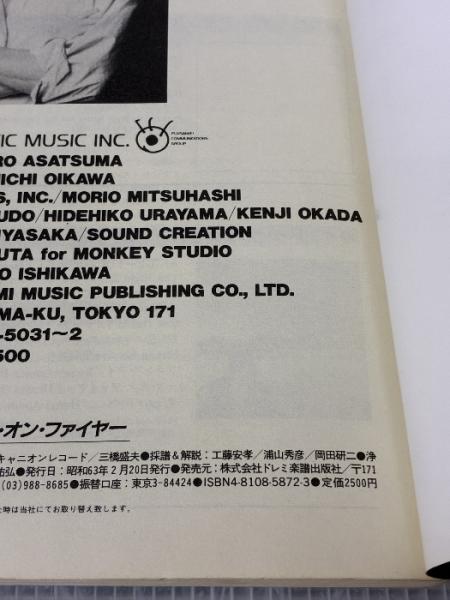 TIC MUSIC INC.
FUJISANKEI
COMMUNICATIONS
GROUP
RO ASATSUMA
ICHI OIKAWA
S, INC./MORIO MITSUHASHI
UDO/HIDEHIKO URAYAMA/KENJI OKADA
YASAKA/SOUND CREATION
UTA for MONKEY STUDIO
O ISHIKAWA
MI MUSIC PUBLISHING CO., LTD.
MA-KU, TOKYO 171
-5031〜2
500
・オン・ファイヤー
キャニオンレコード/三橋盛夫●採譜&解説:工藤安孝/浦山秀彦/岡田研二●浄
祐弘●発行日:昭和63年2月20日発行●発売元:株式会社ドレミ楽譜出版社/〒171
(03)988-8685●振替口座:東京3-84424●ISBN4-8108-5872-3●定価2500円
た時は当社にてお取り替え致します。